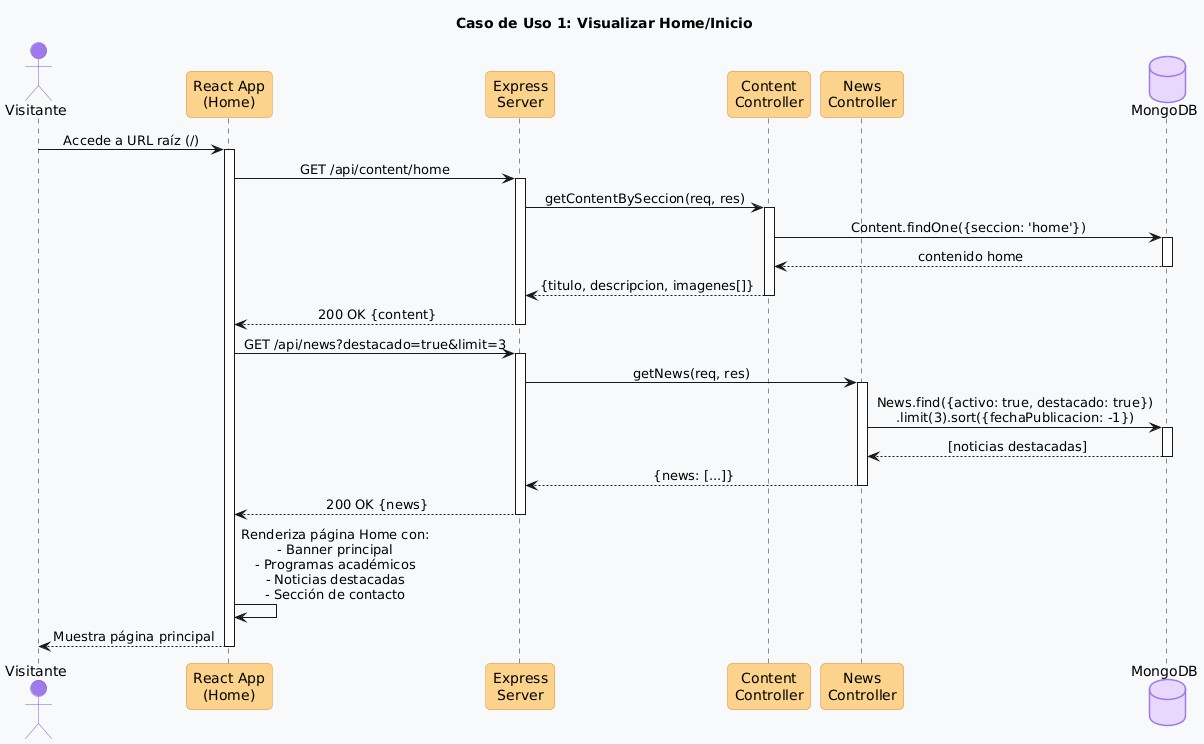 Caso de Uso 1: Visualizar Home/Inicio
Visitante
React App
(Home)
Express
Server
Content
Controller
News
Controller
MongoDB
Accede a URL raíz (/)
GET /api/content/home
getContentBySeccion(req, res)
Content.findOne({seccion: 'home'})
contenido home
{titulo, descripcion, imagenes[]}
200 OK {content}
GET /api/news?destacado=true&limit=3
getNews(req, res)
News.find({activo: true, destacado: true})
.limit(3).sort({fechaPublicacion: -1})
[noticias destacadas]
{news: [...]}
200 OK {news}
Renderiza página Home con:
- Banner principal
- Programas académicos
- Noticias destacadas
- Sección de contacto
Muestra página principal
Visitante
React App
(Home)
Express
Server
Content
Controller
News
Controller
MongoDB